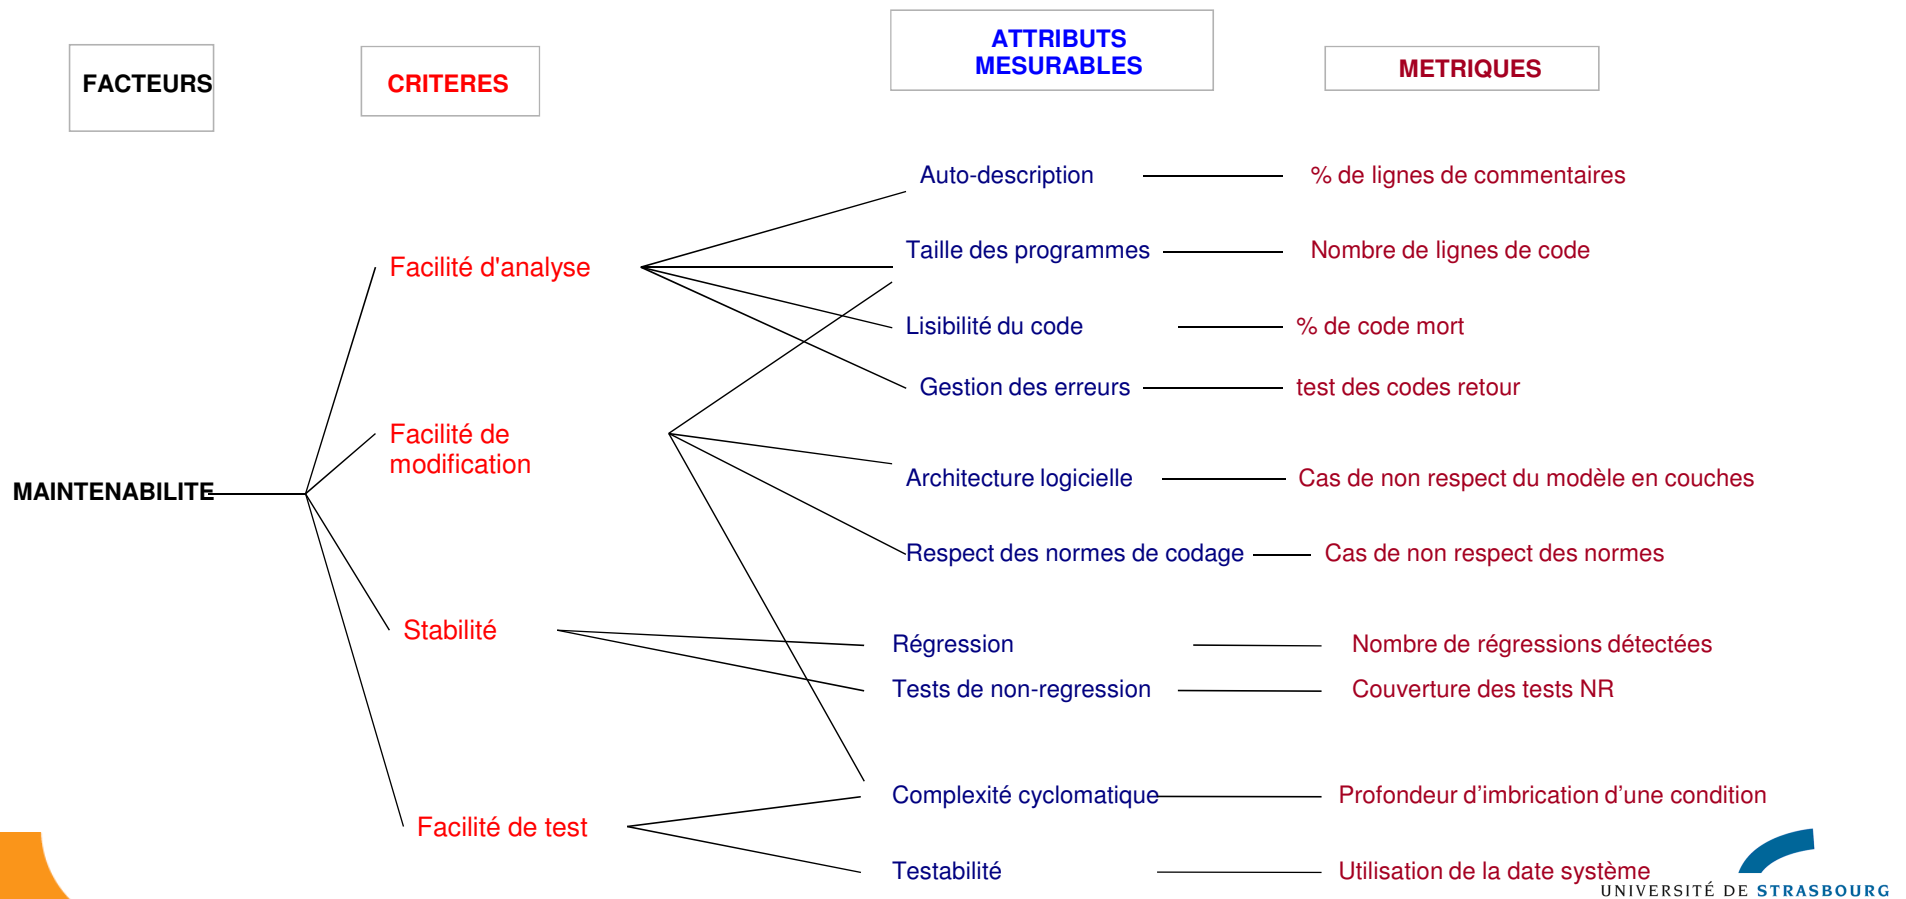 FACTEURS
CRITERES
ATTRIBUTS
MESURABLES
METRIQUES
Auto-description
% de lignes de commentaires
Taille des programmes
Nombre de lignes de code
Facilité d'analyse
Lisibilité du code
% de code mort
Gestion des erreurs
test des codes retour
Facilité de
modification
Architecture logicielle
Cas de non respect du modèle en couches
MAINTENABILITE
Respect des normes de codage
Cas de non respect des normes
Stabilité
Régression
Nombre de régressions détectées
Tests de non-regression
Couverture des tests NR
Complexité cyclomatique
Profondeur d’imbrication d’une condition
Facilité de test
Testabilité
Utilisation de la date système
UNIVERSITÉ DE STRASBOURG